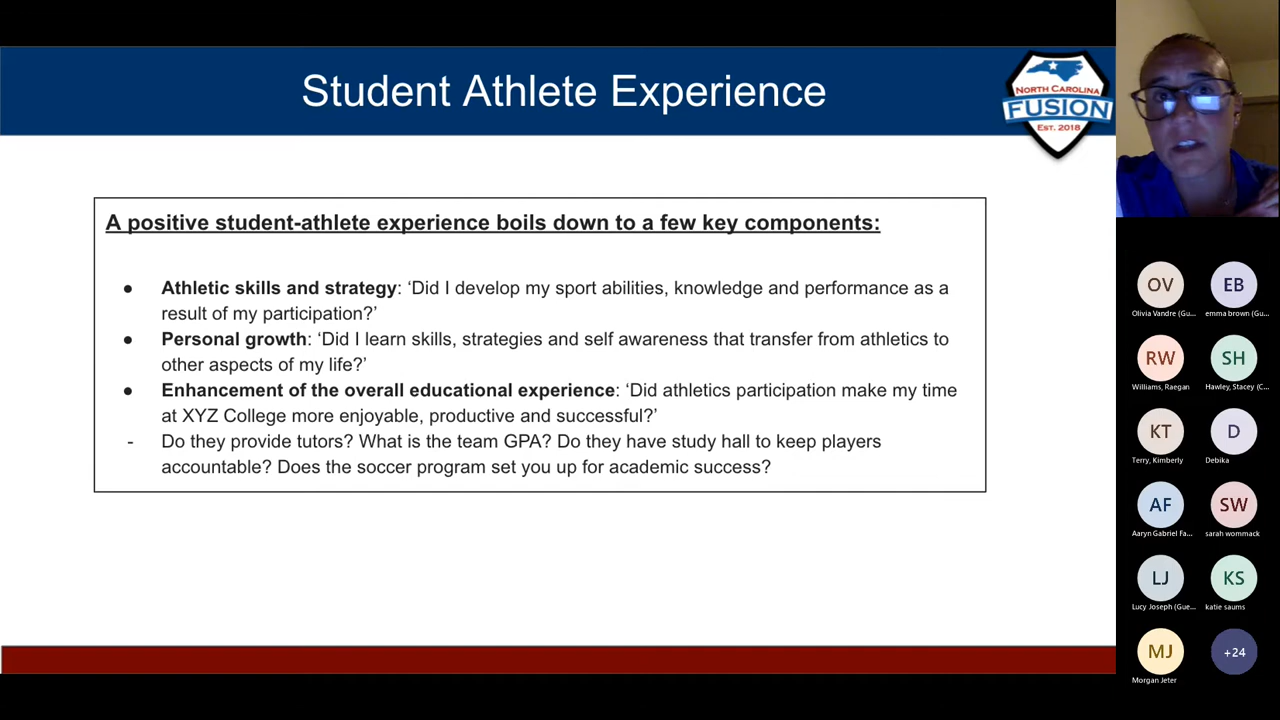 Student Athlete Experience
NORTH CAROLINA
FUSION
EST. 2018
A positive student-athlete experience boils down to a few key components:
● Athletic skills and strategy: ‘Did I develop my sport abilities, knowledge and performance as a
result of my participation?’
● Personal growth: ‘Did I learn skills, strategies and self awareness that transfer from athletics to
other aspects of my life?’
● Enhancement of the overall educational experience: ‘Did athletics participation make my time
at XYZ College more enjoyable, productive and successful?’
- Do they provide tutors? What is the team GPA? Do they have study hall to keep players
accountable? Does the soccer program set you up for academic success?
OV EB
Olivia Vandre (Gu... emma brown (Gu...
RW SH
Williams, Raegan Hawley, Stacey (C...
KT D
Terry, Kimberly Debika
AF SW
Aaryn Gabriel Fa... sarah wommack
LJ KS
Lucy Joseph (Gue... katie saums
MJ +24
Morgan Jeter